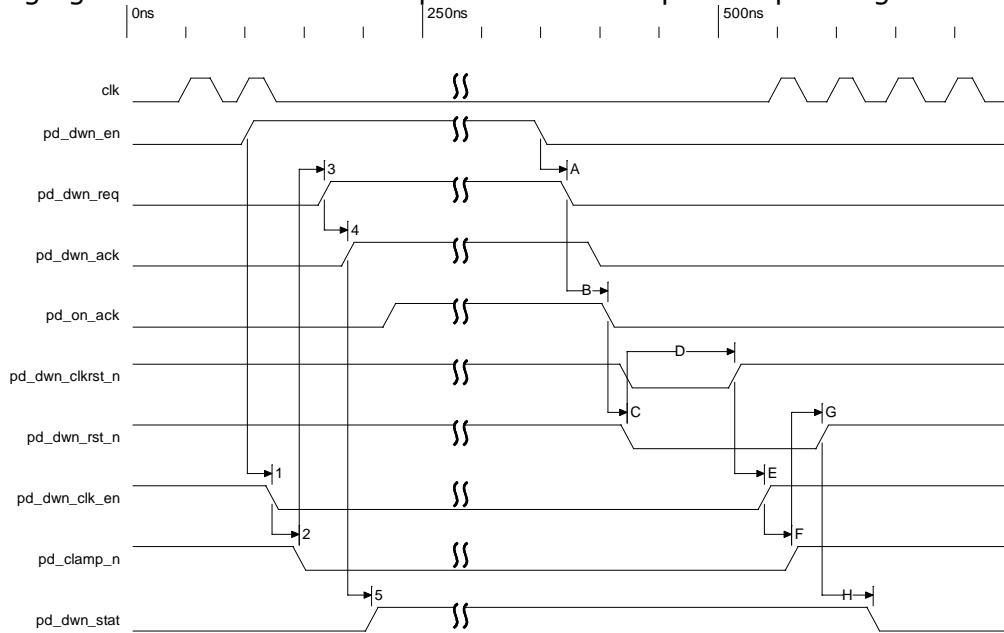 0ns 250ns 500ns
clk
pd_dwn_en
3 A
pd_dwn_req
4
pd_dwn_ack
B
pd_on_ack
D
pd_dwn_clkrst_n
C G
pd_dwn_rst_n
1 E
pd_dwn_clk_en
2 F
pd_clamp_n
5 H
pd_dwn_stat